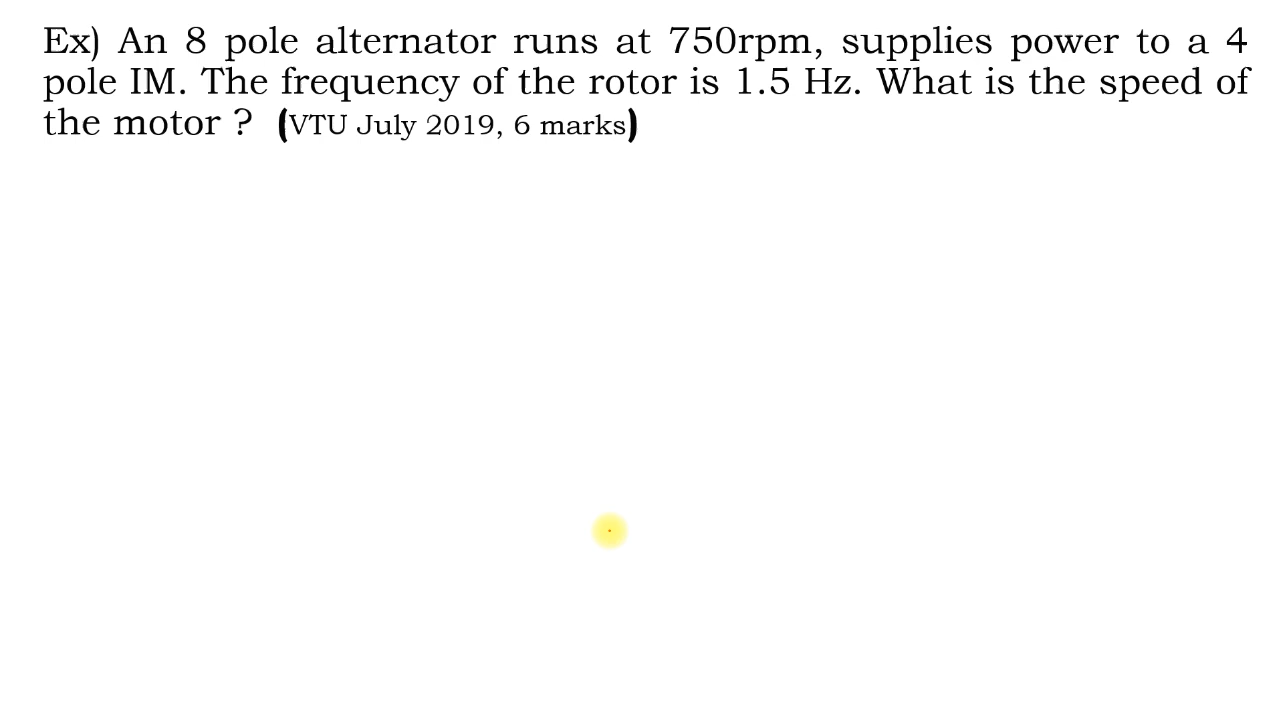 Ex) An 8 pole alternator runs at 750rpm, supplies power to a 4
pole IM. The frequency of the rotor is 1.5 Hz. What is the speed of
the motor ? (VTU July 2019, 6 marks)